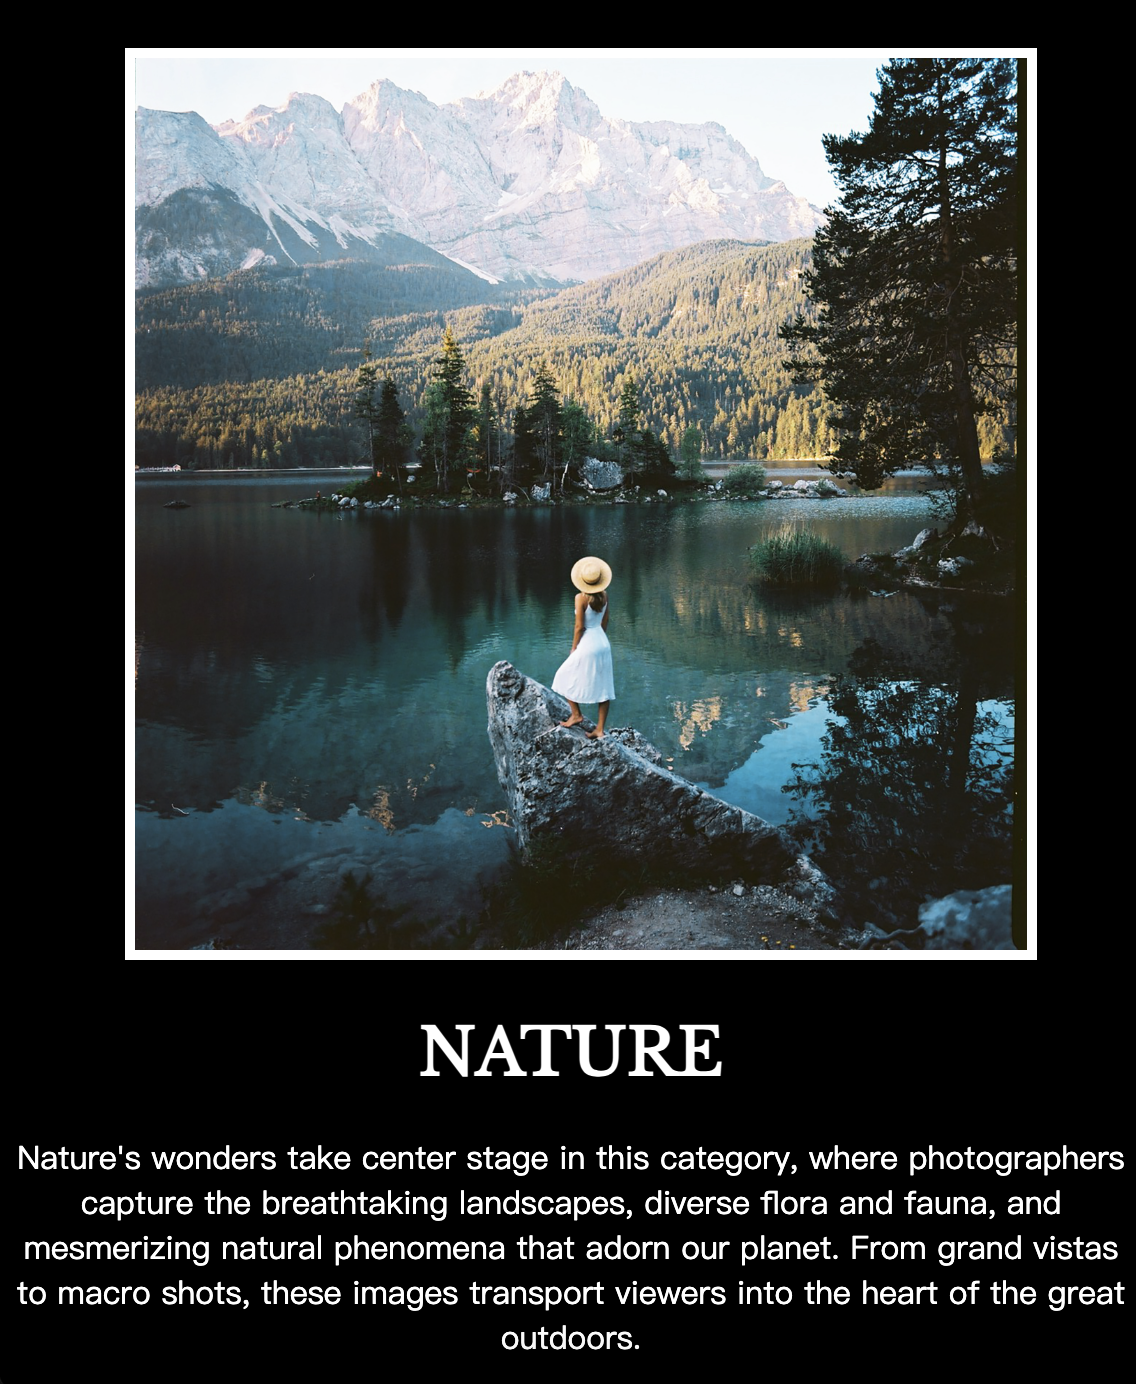 NATURE
Nature's wonders take center stage in this category, where photographers
capture the breathtaking landscapes, diverse flora and fauna, and
mesmerizing natural phenomena that adorn our planet. From grand vistas
to macro shots, these images transport viewers into the heart of the great
outdoors.